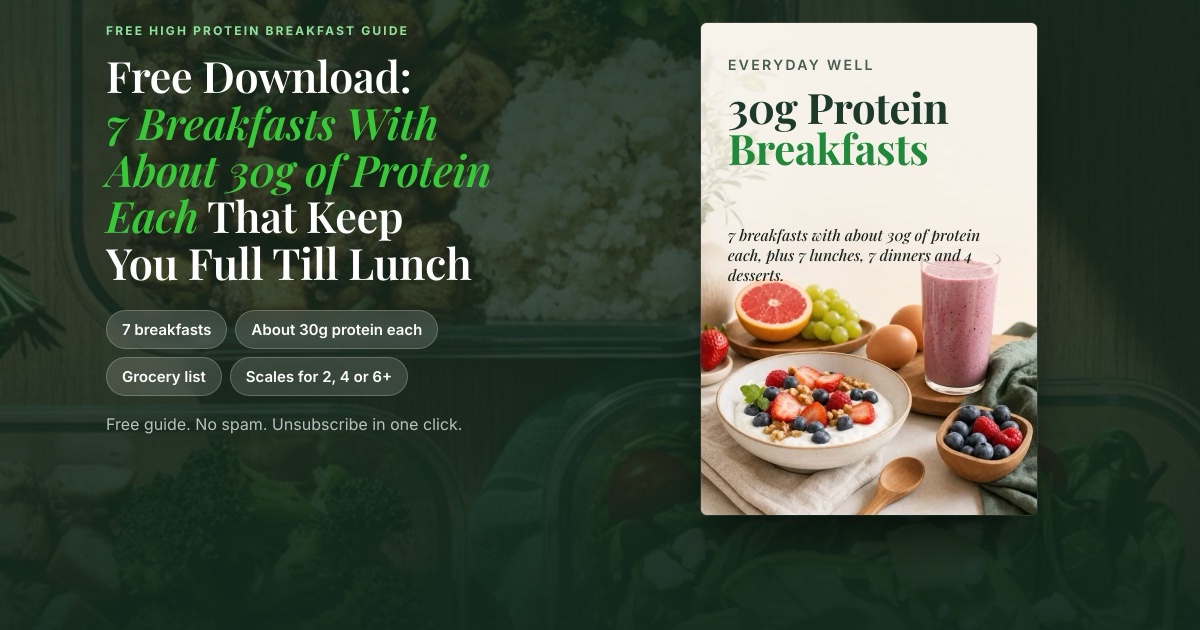 FREE HIGH PROTEIN BREAKFAST GUIDE
Free Download:
7 Breakfasts With
About 30g of Protein
Each That Keep
You Full Till Lunch
7 breakfasts
About 30g protein each
Grocery list
Scales for 2, 4 or 6+
Free guide. No spam. Unsubscribe in one click.
EVERYDAY WELL
30g Protein
Breakfasts
7 breakfasts with about 30g of protein
each, plus 7 lunches, 7 dinners and 4
desserts.